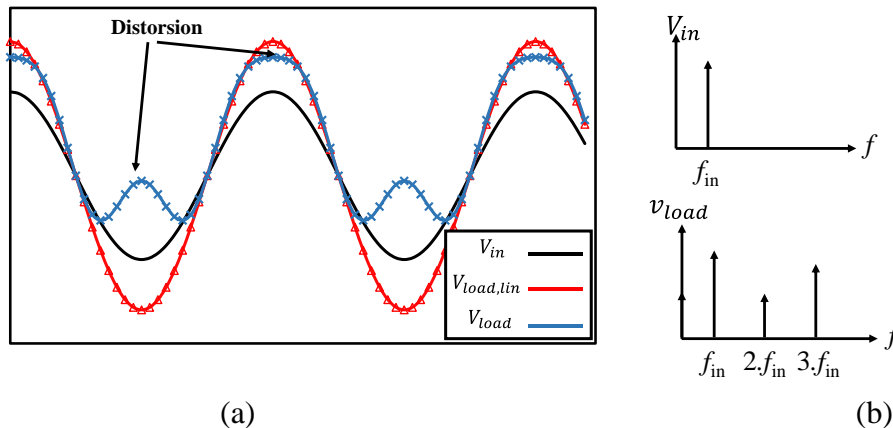 Distorsion
V_in
V_load,lin
V_load
(a)
V_in
f
f_in
v_load
f
f_in 2.f_in 3.f_in
(b)